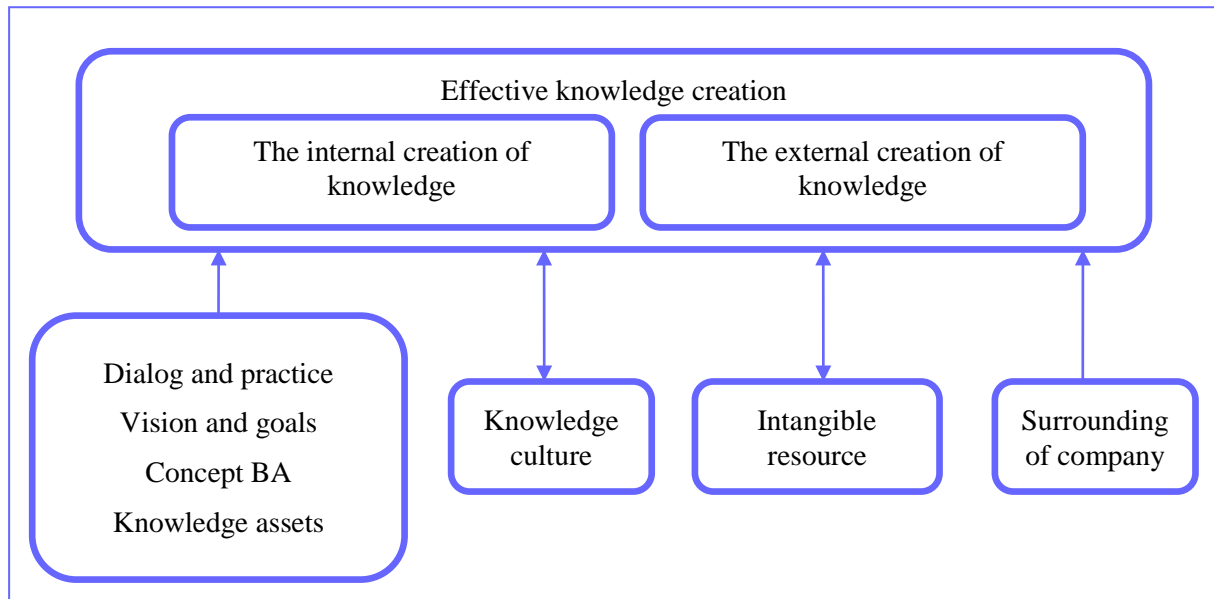 Effective knowledge creation
The internal creation of
knowledge
The external creation of
knowledge
Dialog and practice
Vision and goals
Concept BA
Knowledge assets
Knowledge
culture
Intangible
resource
Surrounding
of company